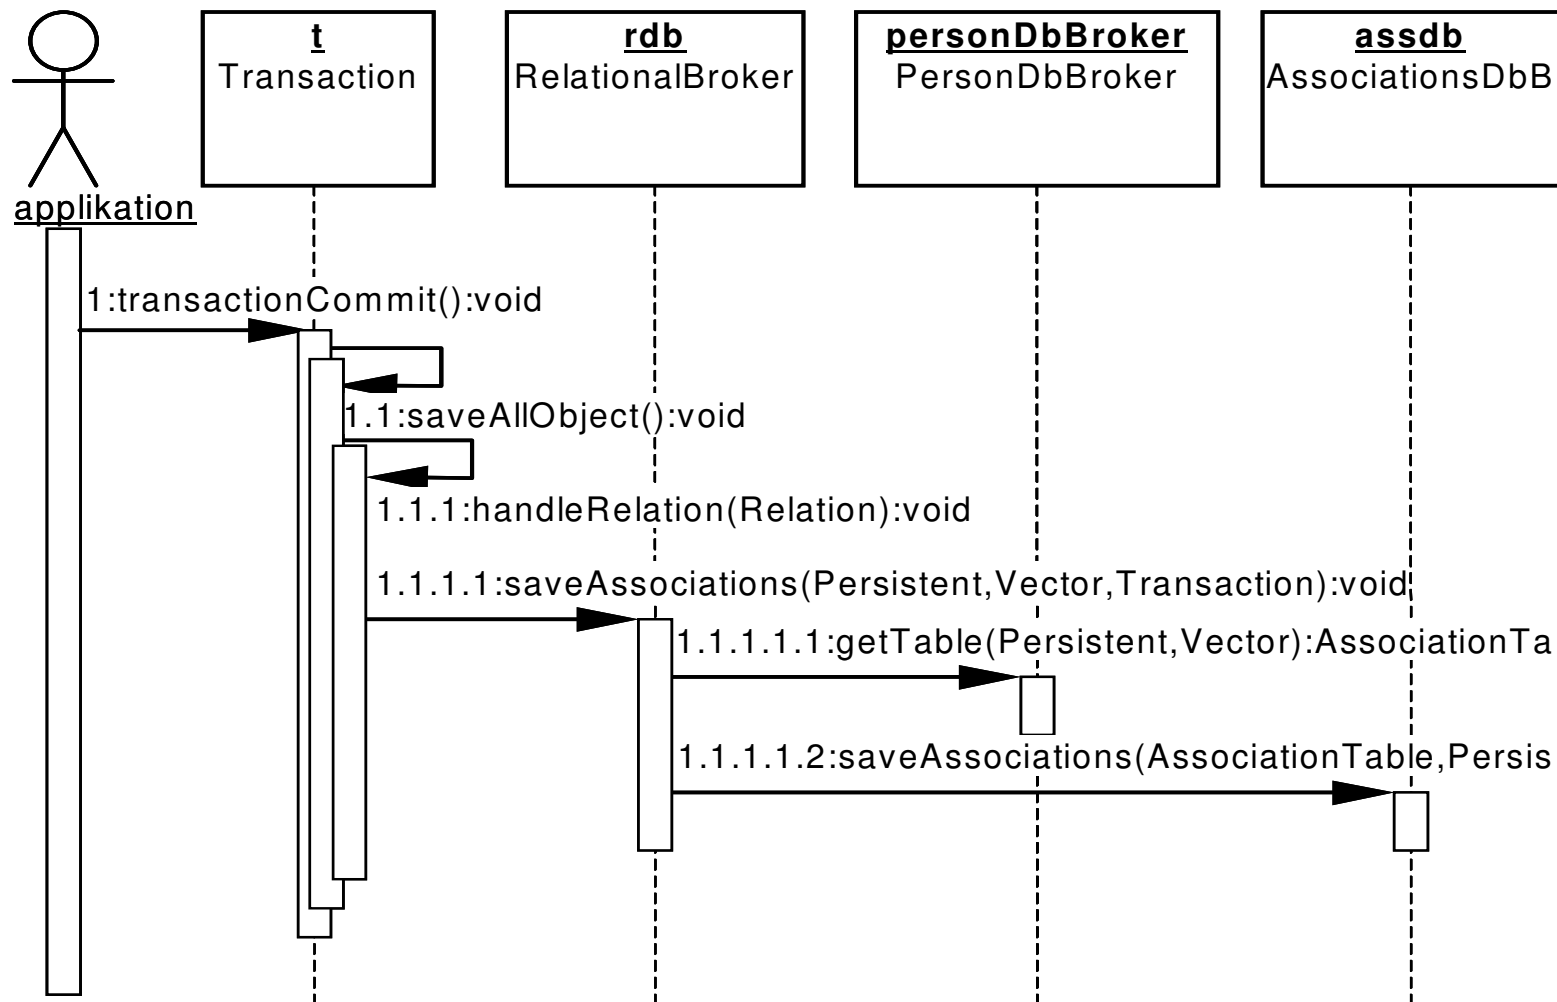 t
Transaction
rdb
RelationalBroker
personDbBroker
PersonDbBroker
assdb
AssociationsDbB
applikation
1:transactionCommit():void
1.1:saveAllObject():void
1.1.1:handleRelation(Relation):void
1.1.1.1:saveAssociations(Persistent,Vector,Transaction):void
1.1.1.1.1:getTable(Persistent,Vector):AssociationTa
1.1.1.1.2:saveAssociations(AssociationTable,Persis